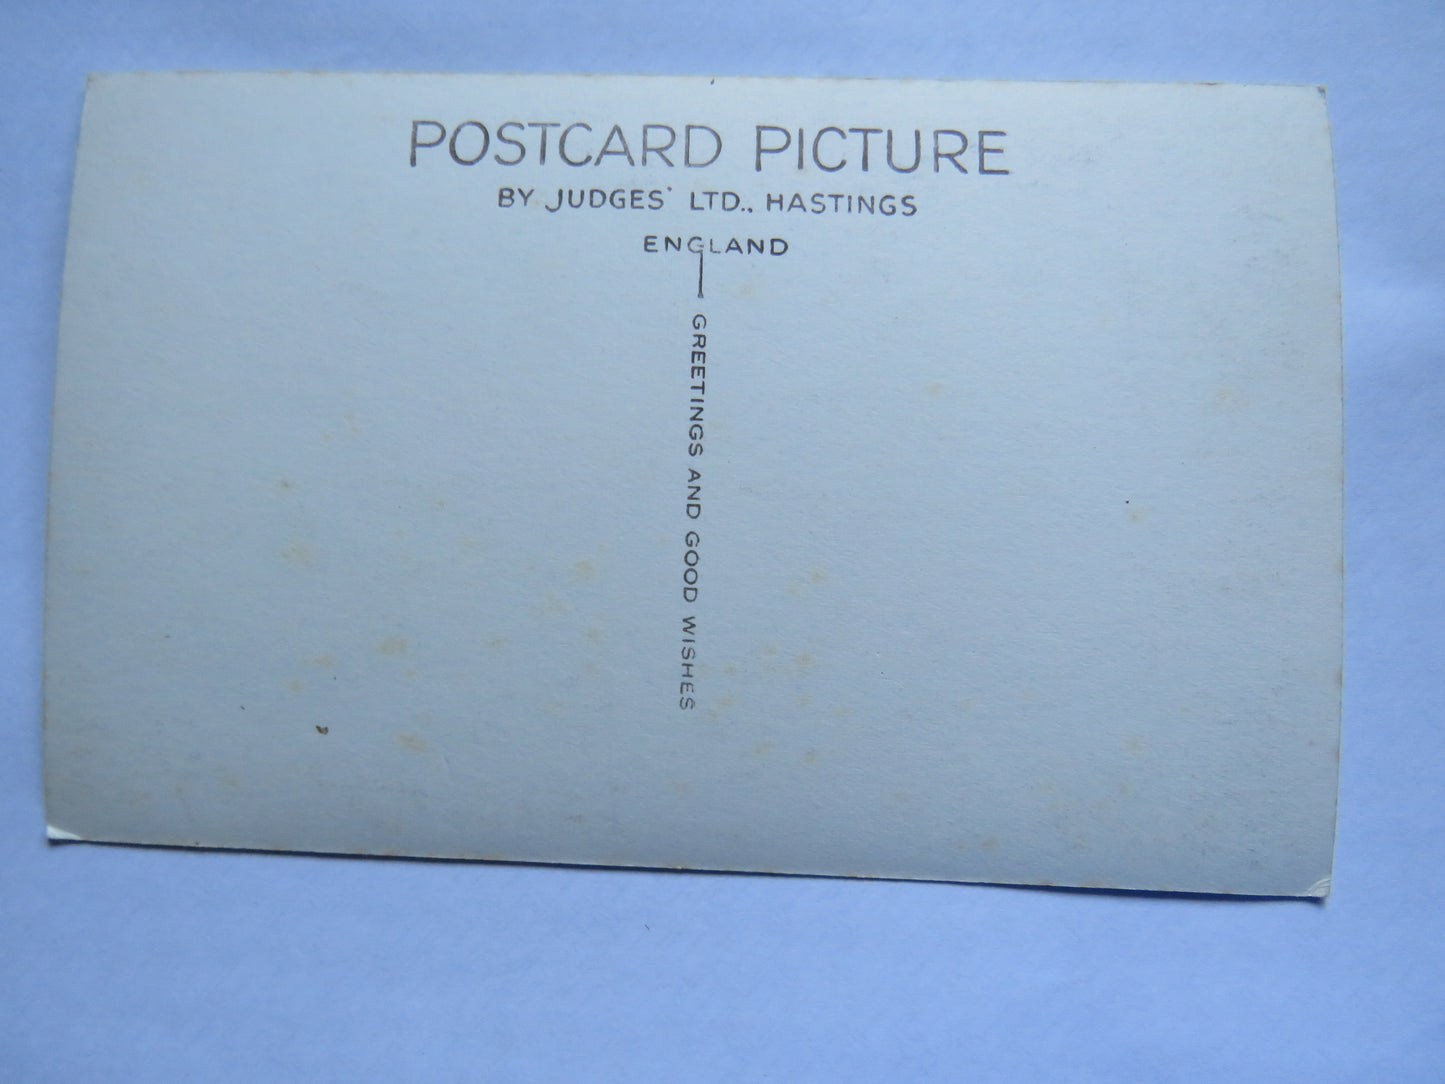 POSTCARD PICTURE
BY JUDGES' LTD., HASTINGS
ENGLAND
GREETINGS AND GOOD WISHES